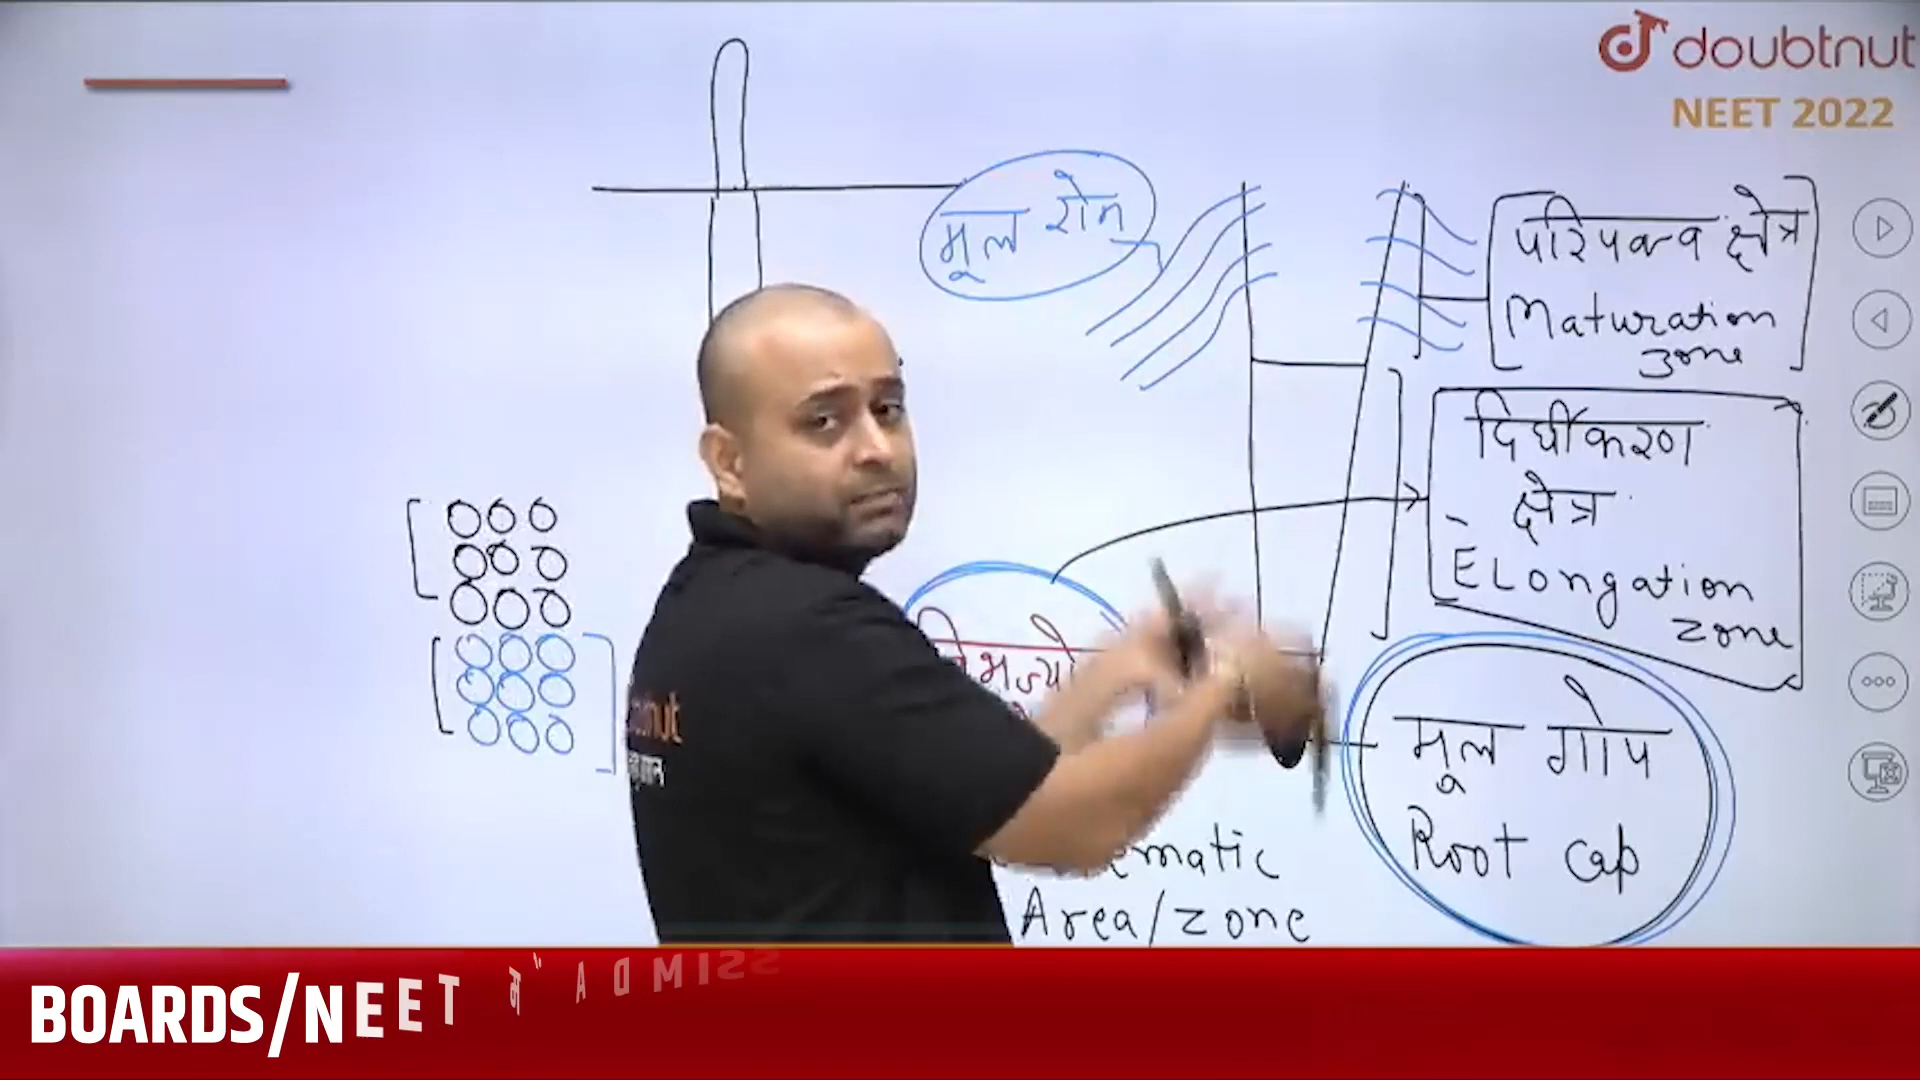 doubtnut
NEET 2022
मूल रोम
परिपक्व क्षेत्र
Maturation
zone
दिर्घीकरण
क्षेत्र
Elongation
zone
मूल गोप
Root Cap
Area/zone
BOARDS/NEET